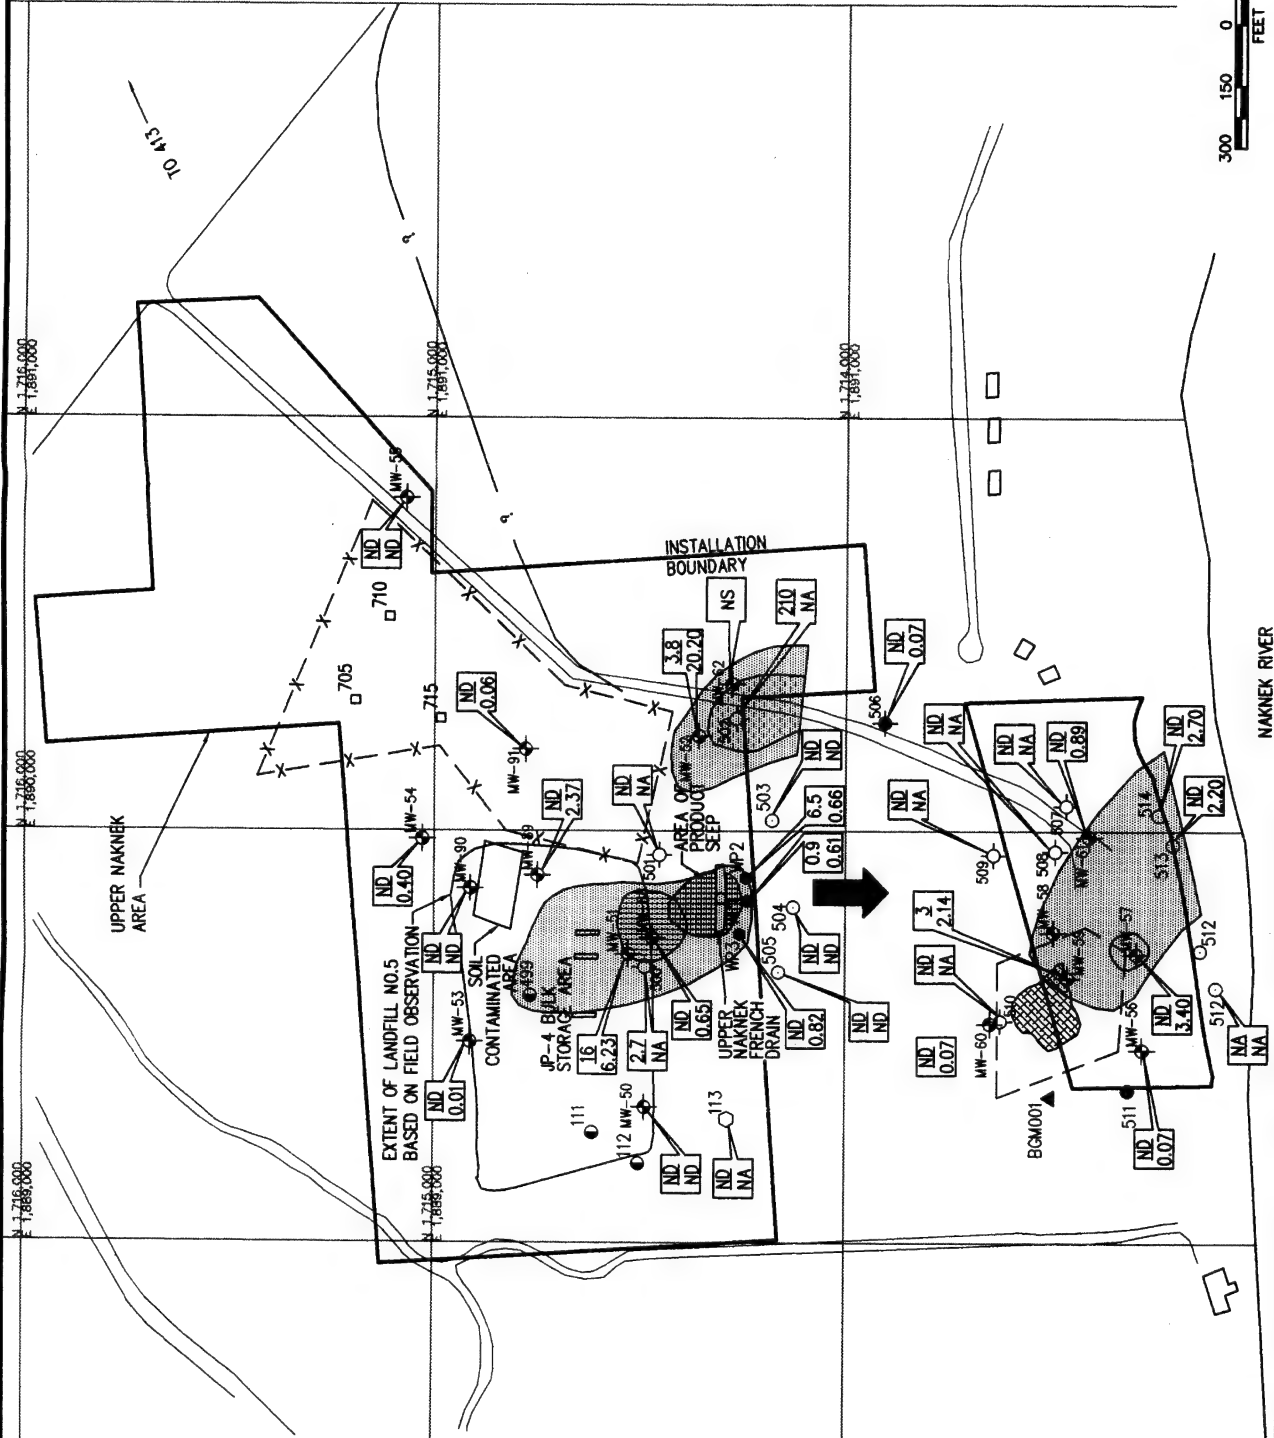 0
150
300
FEET
TO 413
N 1,716,000
E 1,891,000
N 1,715,000
E 1,891,000
N 1,714,000
E 1,891,000
MW-55
ND
ND
710
705
715
INSTALLATION
BOUNDARY
NS
210
NA
3.8
20.20
MW-62
502
ND
0.06
MW-91
506
ND
0.07
NAKNEK RIVER
N 1,716,000
E 1,890,000
UPPER NAKNEK
AREA
MW-54
ND
0.40
MW-90
MW-89
ND
2.37
ND
NA
501
AREA OF
PRODUCT
SEEP
503
ND
ND
6.5
0.66
0.9
0.61
WP2
WP3
504
ND
ND
505
ND
ND
ND
NA
509
ND
NA
508
ND
NA
507
ND
0.89
514
ND
2.70
513
ND
2.20
EXTENT OF LANDFILL NO.5
BASED ON FIELD OBSERVATION
ND
ND
SOIL
CONTAMINATED
AREA
499
JP-4 BULK
STORAGE AREA
MW-51
16
6.23
2.7
NA
ND
0.65
UPPER
NAKNEK
FRENCH
DRAIN
ND
0.82
MW-53
ND
0.01
111
112
MW-50
ND
ND
113
ND
NA
3
2.14
MW-58
MW-57
ND
NA
510
MW-60
ND
0.07
BGM001
511
MW-56
ND
0.07
ND
3.40
512
512
NA
NA
N 1,716,000
E 1,889,000
N 1,715,000
E 1,889,000